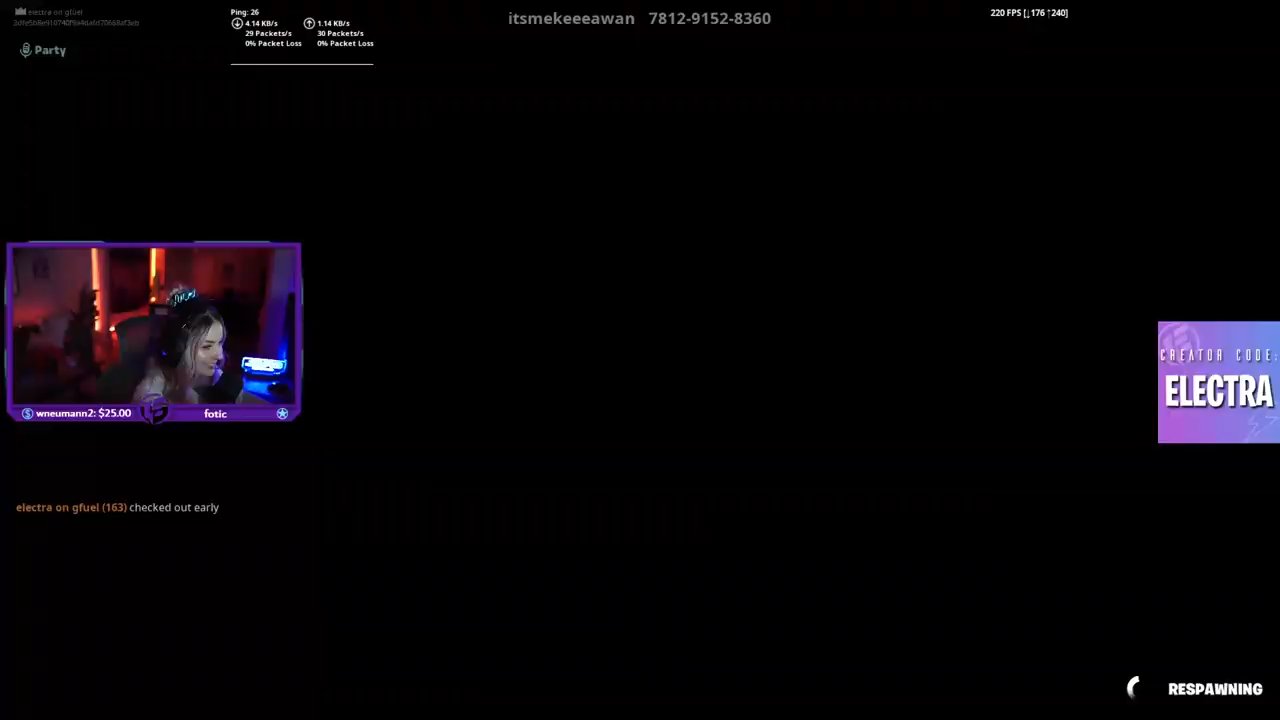 electra on gfuel
Party
Ping: 26
4.14 KB/s
1.14 KB/s
29 Packets/s
30 Packets/s
0% Packet Loss
0% Packet Loss
itsmekeeeawan 7812-9152-8360
220 FPS [↓176 ↑240]
CREATOR CODE:
ELECTRA
wneumann2: $25.00
fotic
electra on gfuel (163) checked out early
RESPAWNING